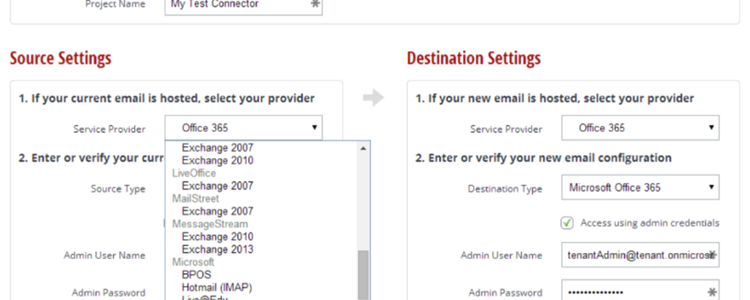 Project Name My Test Connector
Source Settings
Destination Settings
1. If your current email is hosted, select your provider
1. If your new email is hosted, select your provider
Service Provider Office 365
Service Provider Office 365
Exchange 2007
Exchange 2010
LiveOffice
Exchange 2007
MailStreet
Exchange 2007
MessageStream
Exchange 2010
Exchange 2013
Microsoft
BPOS
Hotmail (IMAP)
Live@Edu
2. Enter or verify your curr
2. Enter or verify your new email configuration
Source Type
Destination Type Microsoft Office 365
Access using admin credentials
Admin User Name
Admin User Name tenantAdmin@tenant.onmicros
Admin Password
Admin Password ••••••••••••••